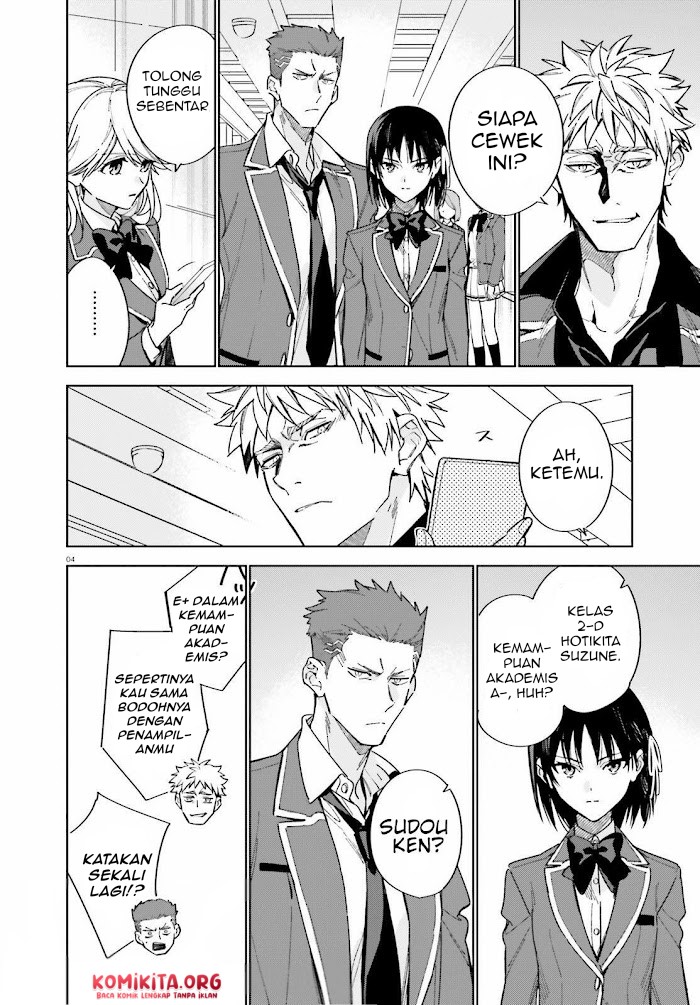 SIAPA
CEWEK
INI?
TOLONG
TUNGGU
SEBENTAR
........
AH,
KETEMU.
04
KELAS
2-D
HOTIKITA
SUZUNE.
KEMAM-
PUAN
AKADEMIS
A-, HUH?
SUDOU
KEN?
E+ DALAM
KEMAM-
PUAN
AKAD-
EMIS?
SEPERTINYA
KAU SAMA
BODOHNYA
DENGAN
PENAMPIL-
ANMU
KATAKAN
SEKALI
LAGI!?
KOMIKITA.ORG
BACA KOMIK LENGKAP TANPA IKLAN